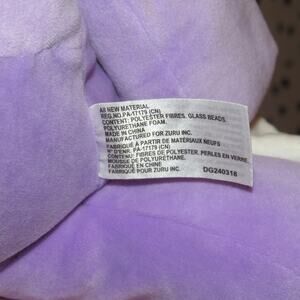 All NEW MATERIAL
REG.NO.PA-17179 (CN)
CONTENT: POLYESTER FIBRES. GLASS BEADS.
POLYURETHANE FOAM.
MADE IN CHINA
MANUFACTURED FOR ZURU INC.
FABRIQUÉ À PARTIR DE MATÉRIAUX NEUFS
N° D'ENR. PA-17179 (CN)
CONTENU: FIBRES DE POLYESTER. PERLES EN VERRE.
MOUSSE DE POLYURÉTHANE.
FABRIQUÉ EN CHINE
FABRIQUÉ POUR ZURU INC.
DG240316